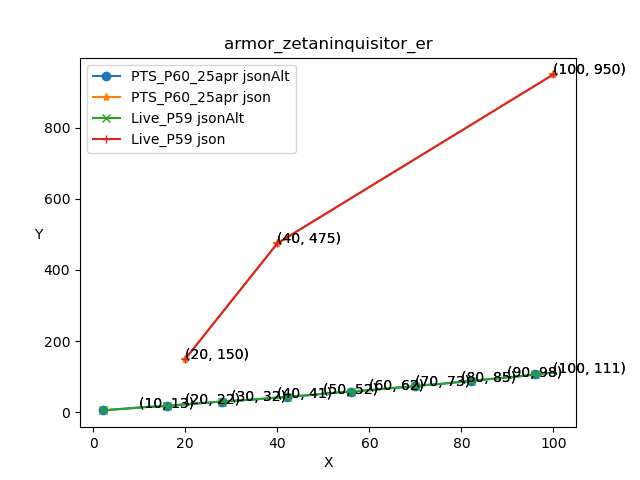 armor_zetaninquisitor_er
PTS_P60_25apr jsonAlt
PTS_P60_25apr json
Live_P59 jsonAlt
Live_P59 json
Y
800
600
400
200
0
(100, 950)
(40, 475)
(20, 150)
(10, 13)
(20, 22)
(30, 32)
(40, 41)
(50, 52)
(60, 62)
(70, 73)
(80, 85)
(90, 98)
(100, 111)
0 20 40 60 80 100
X